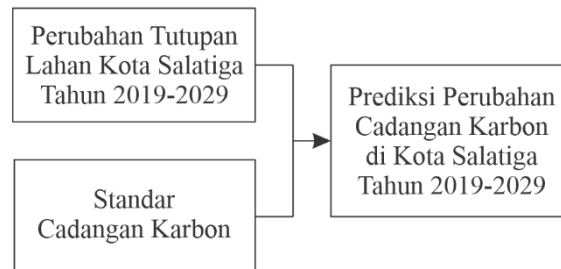 Perubahan Tutupan
Lahan Kota Salatiga
Tahun 2019-2029
Standar
Cadangan Karbon
Prediksi Perubahan
Cadangan Karbon
di Kota Salatiga
Tahun 2019-2029